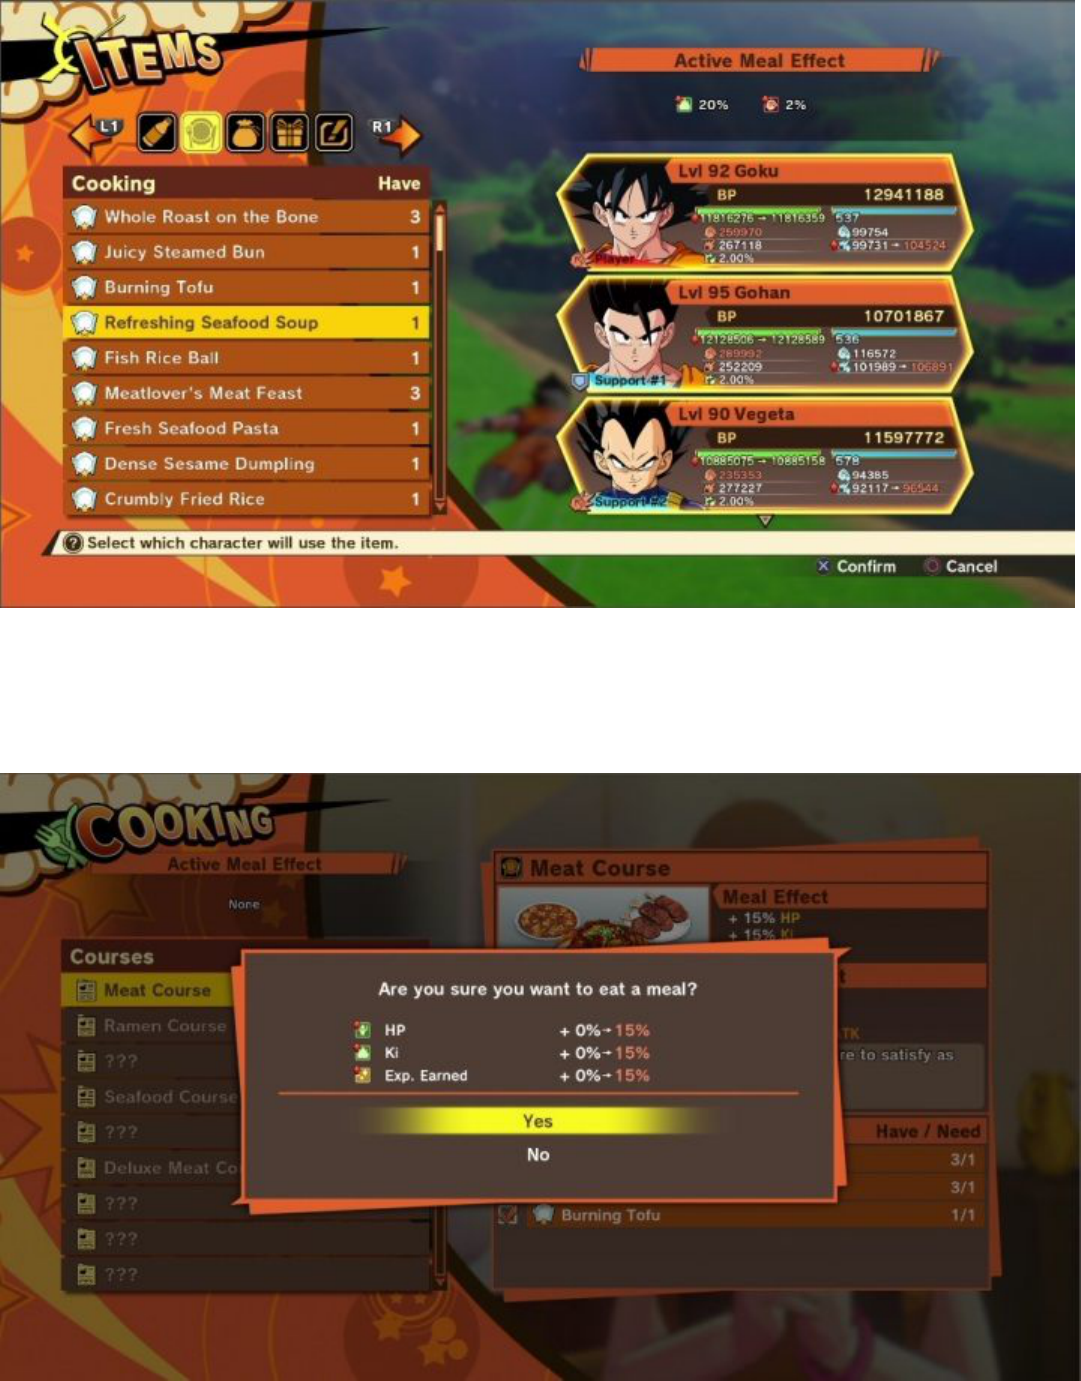 ITEMS
Active Meal Effect
20% 2%
L1 R1
Cooking Have
Whole Roast on the Bone 3
Juicy Steamed Bun 1
Burning Tofu 1
Refreshing Seafood Soup 1
Fish Rice Ball 1
Meatlover's Meat Feast 3
Fresh Seafood Pasta 1
Dense Sesame Dumpling 1
Crumbly Fried Rice 1
Lvl 92 Goku
BP 12941188
11816276 → 11816359 537
259970 99754
267118 99731 → 104524
Player 2.00%
Lvl 95 Gohan
BP 10701867
12128506 → 12128589 536
289992 116572
252209 101989 → 106891
Support #1 2.00%
Lvl 90 Vegeta
BP 11597772
10885075 → 10885158 578
235353 94385
277227 92117 → 96544
Support #2 2.00%
? Select which character will use the item.
Confirm Cancel
COOKING
Active Meal Effect
None
Courses
Meat Course
Ramen Course
???
Seafood Course
???
Deluxe Meat Co
???
???
???
Meat Course
Meal Effect
+ 15% HP
+ 15% Ki
t
TK
re to satisfy as
Are you sure you want to eat a meal?
HP + 0% → 15%
Ki + 0% → 15%
Exp. Earned + 0% → 15%
Yes
No
Have / Need
3/1
3/1
Burning Tofu 1/1